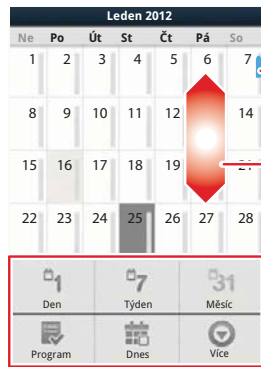 Leden 2012
Ne Po Út St Čt Pá So
1 2 3 4 5 6 7
8 9 10 11 12 14
15 16 17 18 19 21
22 23 24 25 26 27 28
1 7 31
Den Týden Měsíc
Program Dnes Více